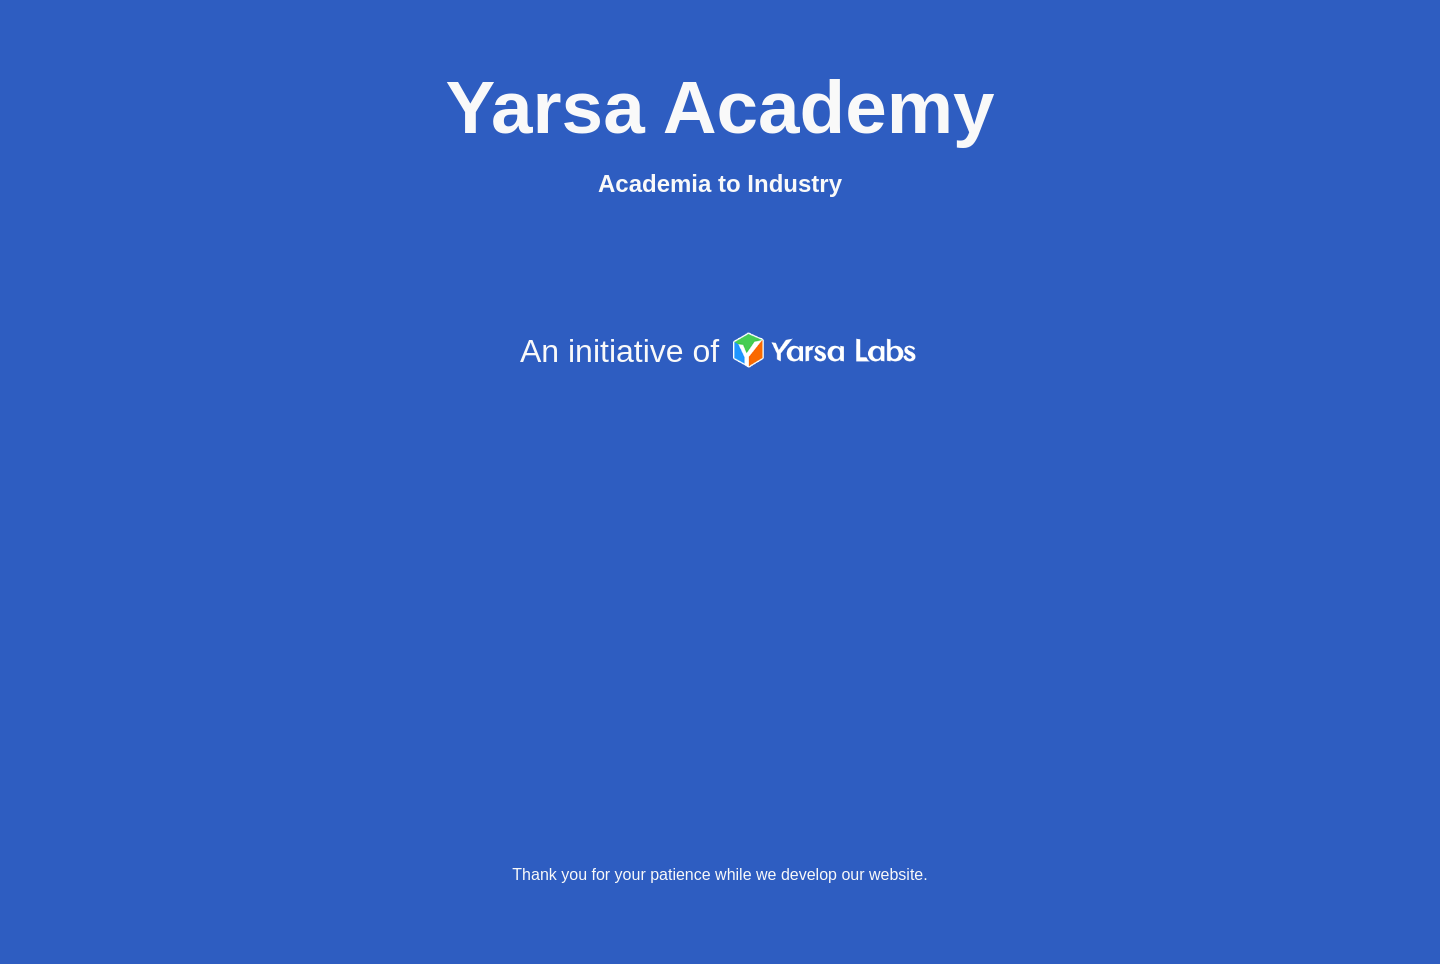 Yarsa Academy
Academia to Industry
An initiative of Yarsa Labs
Thank you for your patience while we develop our website.